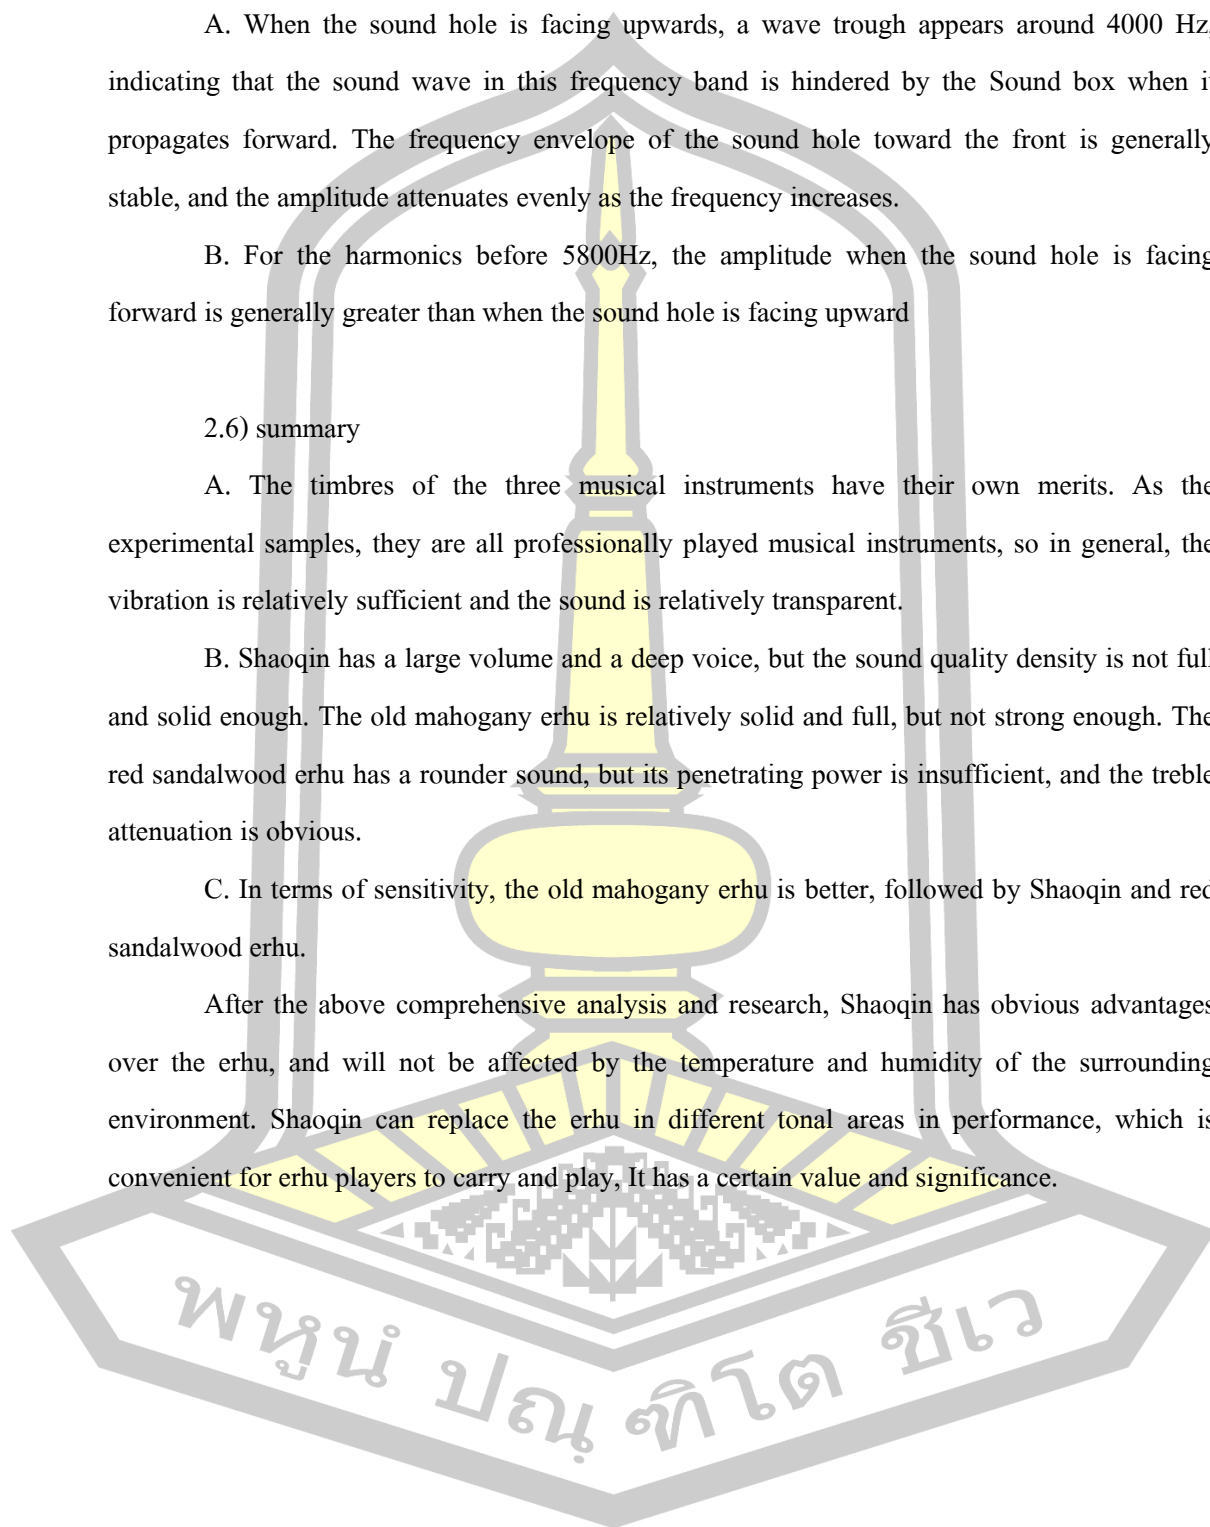 A. When the sound hole is facing upwards, a wave trough appears around 4000 Hz,
indicating that the sound wave in this frequency band is hindered by the Sound box when it
propagates forward. The frequency envelope of the sound hole toward the front is generally
stable, and the amplitude attenuates evenly as the frequency increases.
B. For the harmonics before 5800Hz, the amplitude when the sound hole is facing
forward is generally greater than when the sound hole is facing upward
2.6) summary
A. The timbres of the three musical instruments have their own merits. As the
experimental samples, they are all professionally played musical instruments, so in general, the
vibration is relatively sufficient and the sound is relatively transparent.
B. Shaoqin has a large volume and a deep voice, but the sound quality density is not full
and solid enough. The old mahogany erhu is relatively solid and full, but not strong enough. The
red sandalwood erhu has a rounder sound, but its penetrating power is insufficient, and the treble
attenuation is obvious.
C. In terms of sensitivity, the old mahogany erhu is better, followed by Shaoqin and red
sandalwood erhu.
After the above comprehensive analysis and research, Shaoqin has obvious advantages
over the erhu, and will not be affected by the temperature and humidity of the surrounding
environment. Shaoqin can replace the erhu in different tonal areas in performance, which is
convenient for erhu players to carry and play, It has a certain value and significance.
พหูนํ ปณฺฑิโต ชีเว